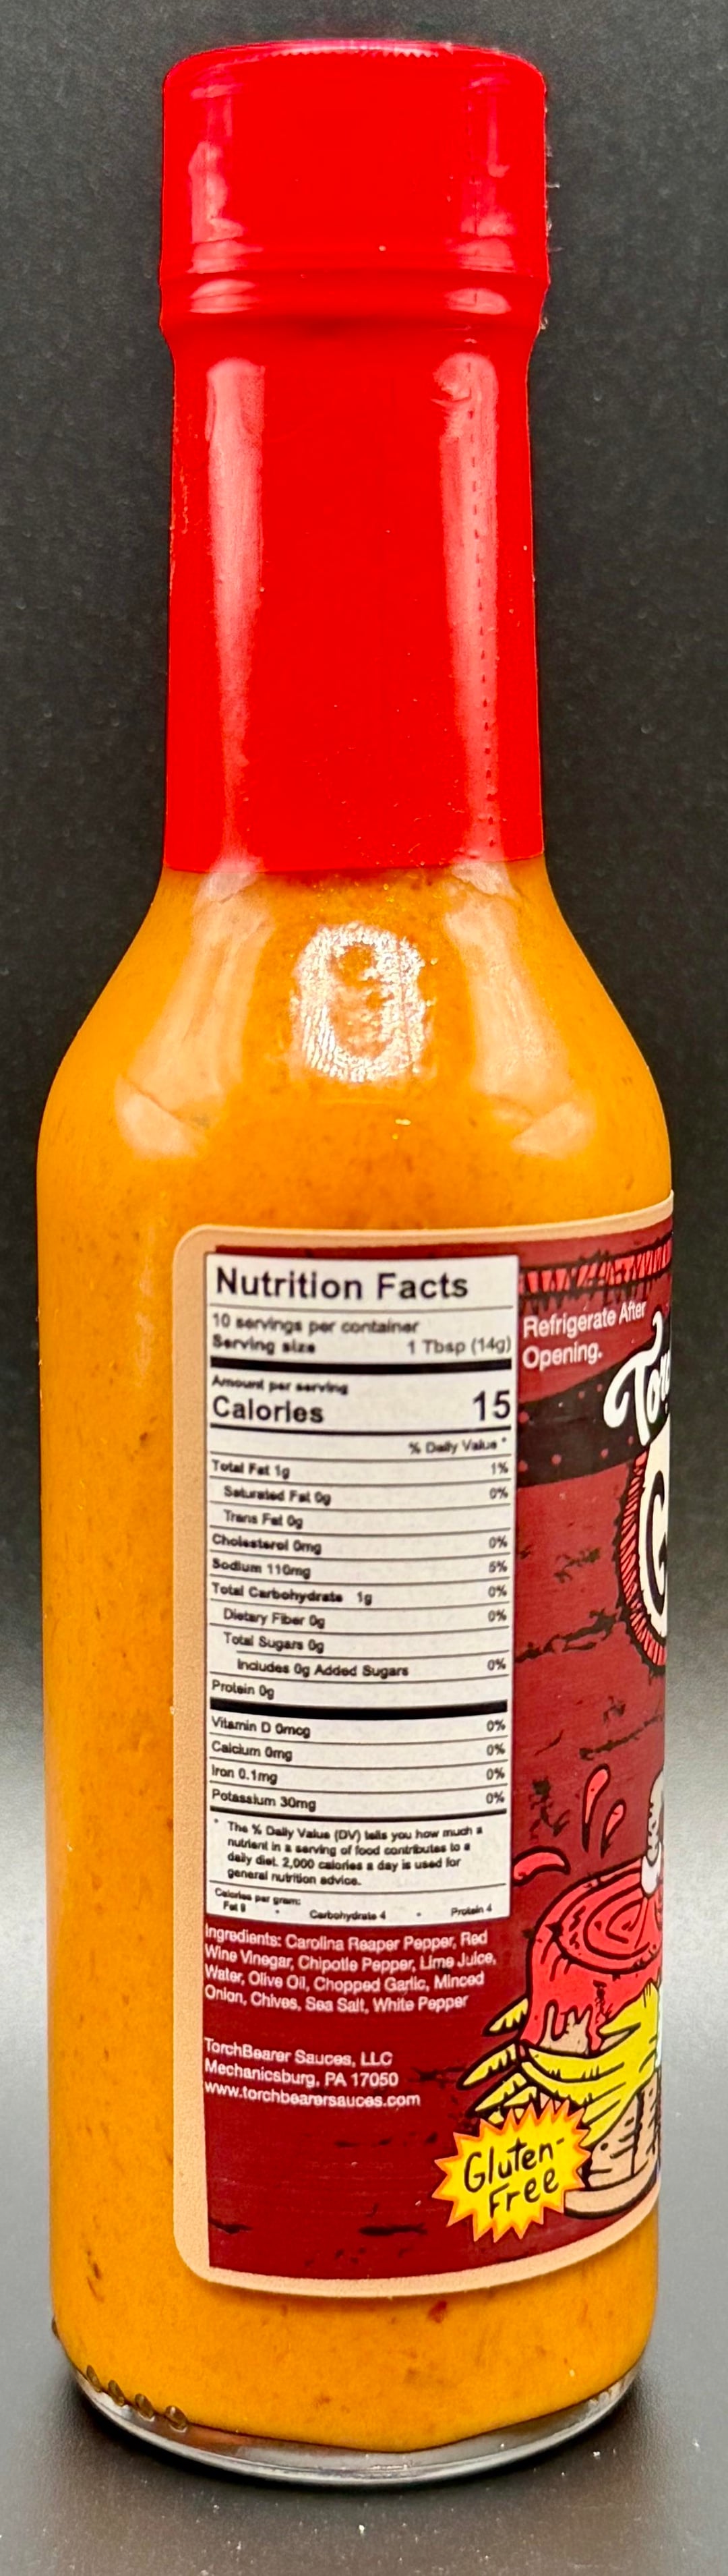 Nutrition Facts
10 servings per container
Serving size 1 Tbsp (14g)
Amount per serving
Calories 15
% Daily Value *
Total Fat 1g 1%
Saturated Fat 0g 0%
Trans Fat 0g
Cholesterol 0mg 0%
Sodium 110mg 5%
Total Carbohydrate 1g 0%
Dietary Fiber 0g 0%
Total Sugars 0g
Includes 0g Added Sugars 0%
Protein 0g
Vitamin D 0mcg 0%
Calcium 0mg 0%
Iron 0.1mg 0%
Potassium 30mg 0%
* The % Daily Value (DV) tells you how much a
nutrient in a serving of food contributes to a
daily diet. 2,000 calories a day is used for
general nutrition advice.
Calories per gram:
Fat 9 • Carbohydrate 4 • Protein 4
Ingredients: Carolina Reaper Pepper, Red
Wine Vinegar, Chipotle Pepper, Lime Juice,
Water, Olive Oil, Chopped Garlic, Minced
Onion, Chives, Sea Salt, White Pepper
TorchBearer Sauces, LLC
Mechanicsburg, PA 17050
www.torchbearersauces.com
Refrigerate After
Opening.
Gluten-
Free